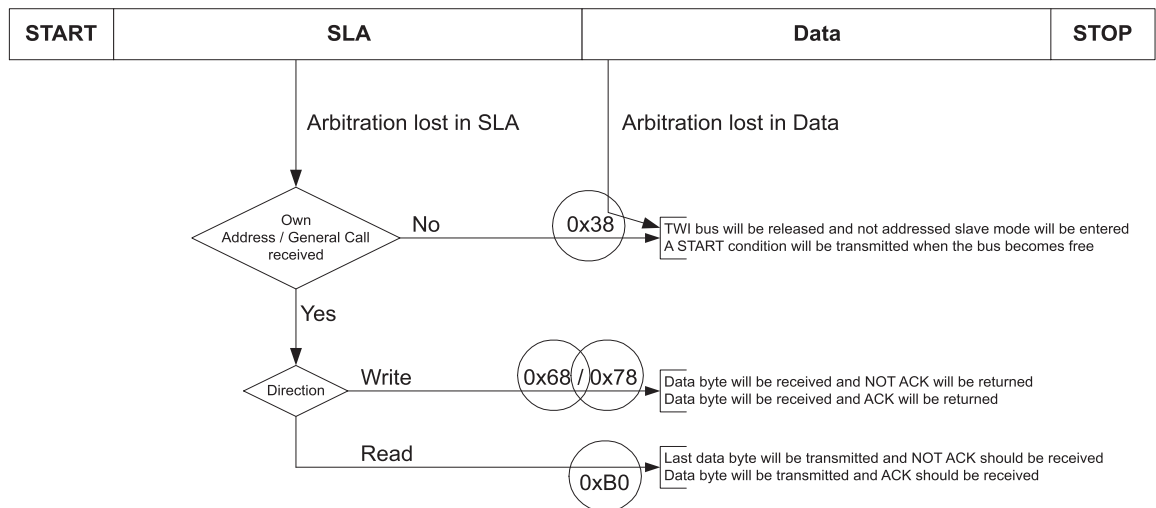 START SLA Data STOP
Arbitration lost in SLA Arbitration lost in Data
Own
Address / General Call
received
No
0x38
TWI bus will be released and not addressed slave mode will be entered
A START condition will be transmitted when the bus becomes free
Yes
Direction
Write
0x68 / 0x78
Data byte will be received and NOT ACK will be returned
Data byte will be received and ACK will be returned
Read
0xB0
Last data byte will be transmitted and NOT ACK should be received
Data byte will be transmitted and ACK should be received